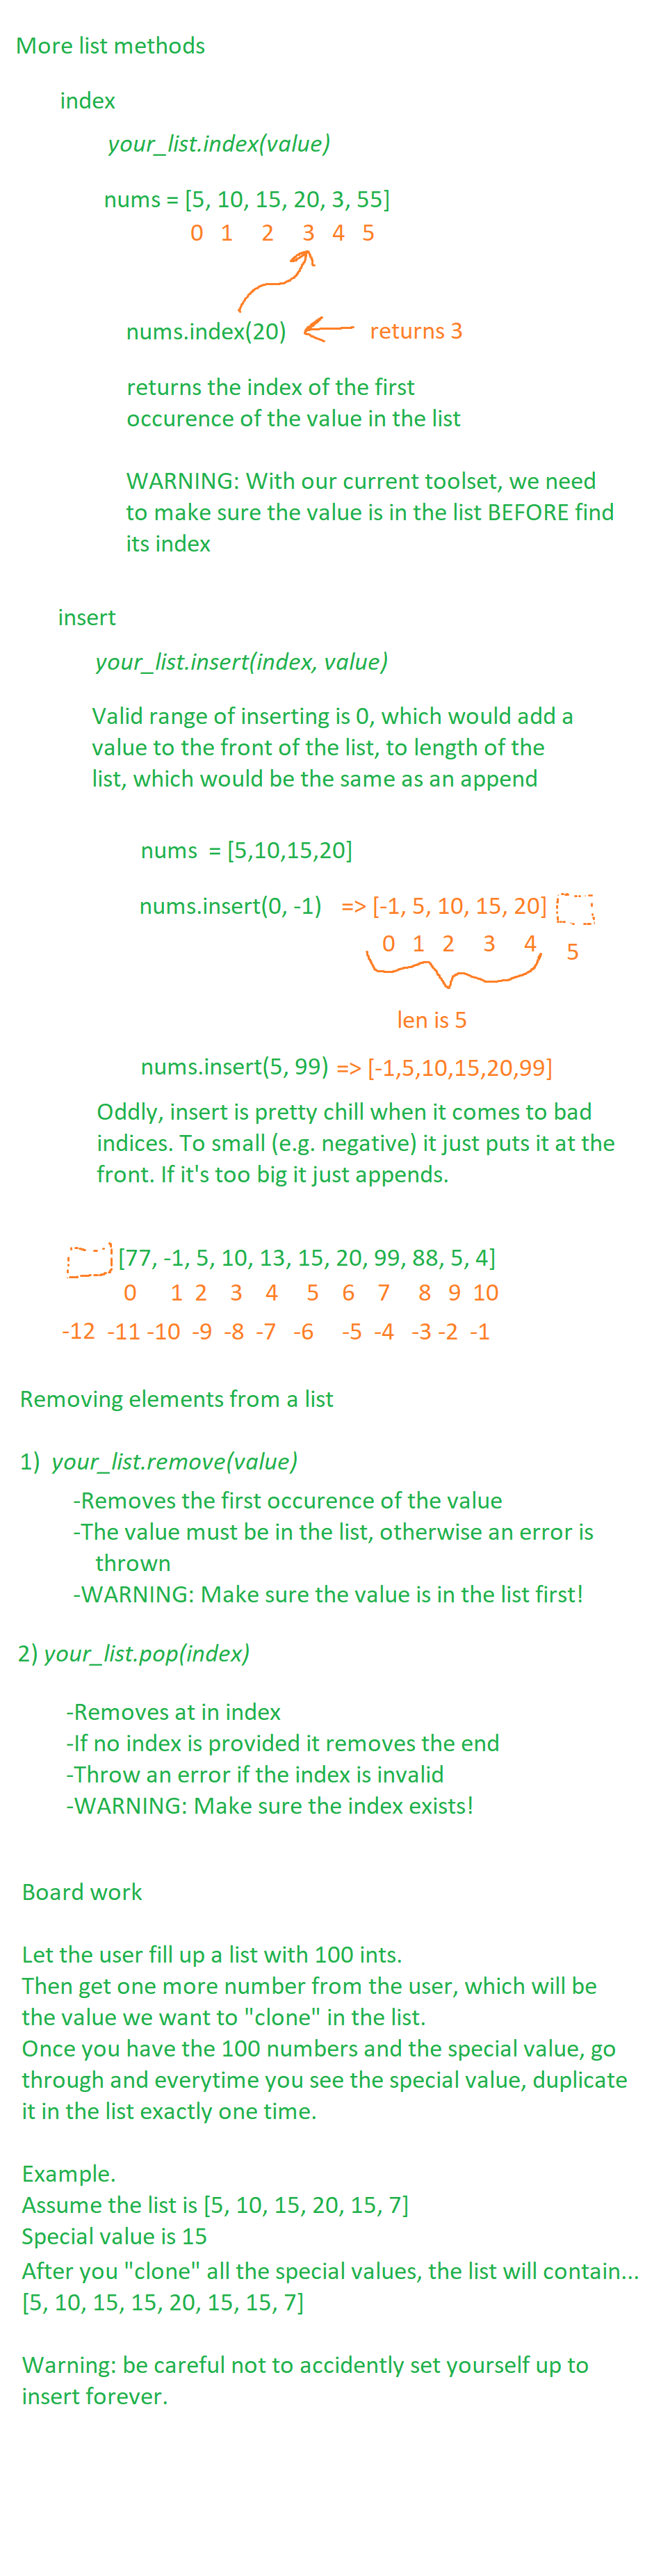 More list methods
index
your_list.index(value)
nums = [5, 10, 15, 20, 3, 55]
0 1 2 3 4 5
nums.index(20) returns 3
returns the index of the first
occurence of the value in the list
WARNING: With our current toolset, we need
to make sure the value is in the list BEFORE find
its index
insert
your_list.insert(index, value)
Valid range of inserting is 0, which would add a
value to the front of the list, to length of the
list, which would be the same as an append
nums = [5,10,15,20]
nums.insert(0, -1) => [-1, 5, 10, 15, 20]
0 1 2 3 4 5
len is 5
nums.insert(5, 99) => [-1,5,10,15,20,99]
Oddly, insert is pretty chill when it comes to bad
indices. To small (e.g. negative) it just puts it at the
front. If it's too big it just appends.
[77, -1, 5, 10, 13, 15, 20, 99, 88, 5, 4]
0 1 2 3 4 5 6 7 8 9 10
-12 -11 -10 -9 -8 -7 -6 -5 -4 -3 -2 -1
Removing elements from a list
1) your_list.remove(value)
-Removes the first occurence of the value
-The value must be in the list, otherwise an error is
thrown
-WARNING: Make sure the value is in the list first!
2) your_list.pop(index)
-Removes at in index
-If no index is provided it removes the end
-Throw an error if the index is invalid
-WARNING: Make sure the index exists!
Board work
Let the user fill up a list with 100 ints.
Then get one more number from the user, which will be
the value we want to "clone" in the list.
Once you have the 100 numbers and the special value, go
through and everytime you see the special value, duplicate
it in the list exactly one time.
Example.
Assume the list is [5, 10, 15, 20, 15, 7]
Special value is 15
After you "clone" all the special values, the list will contain...
[5, 10, 15, 15, 20, 15, 15, 7]
Warning: be careful not to accidently set yourself up to
insert forever.